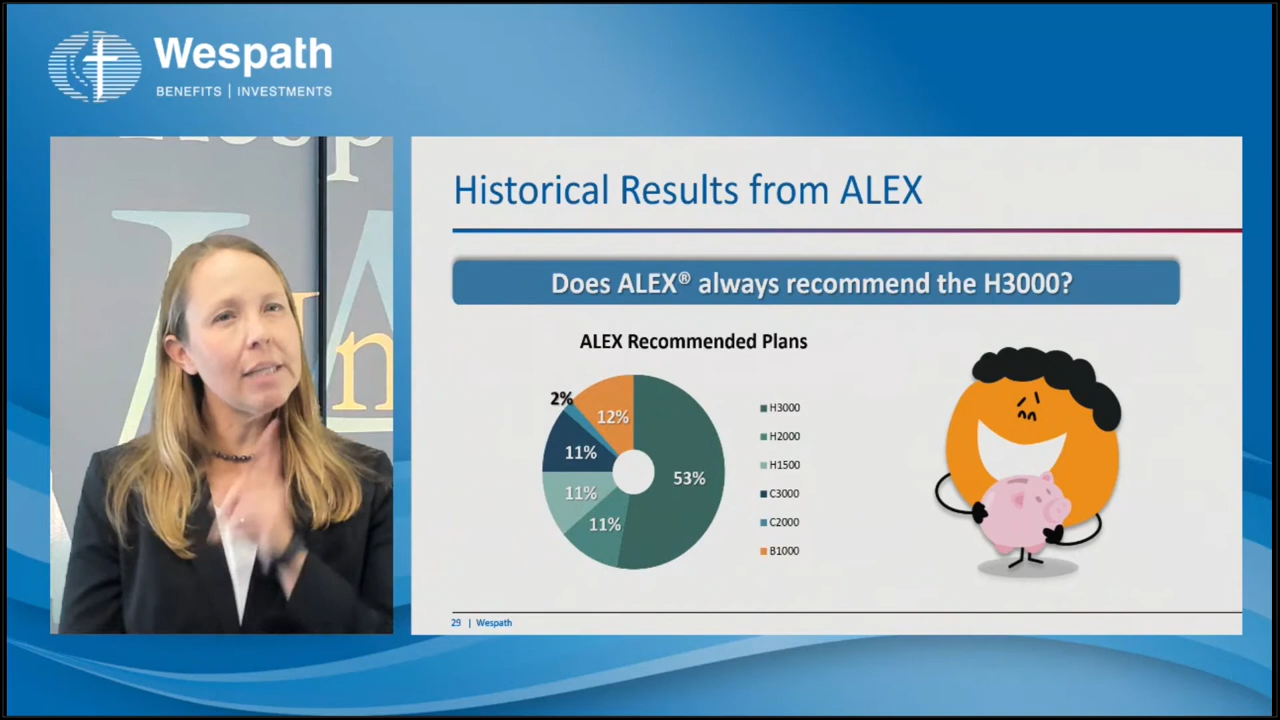 Wespath
BENEFITS | INVESTMENTS
Historical Results from ALEX
Does ALEX® always recommend the H3000?
ALEX Recommended Plans
2%
12%
11%
53%
11%
11%
H3000
H2000
H1500
C3000
C2000
B1000
29 | Wespath